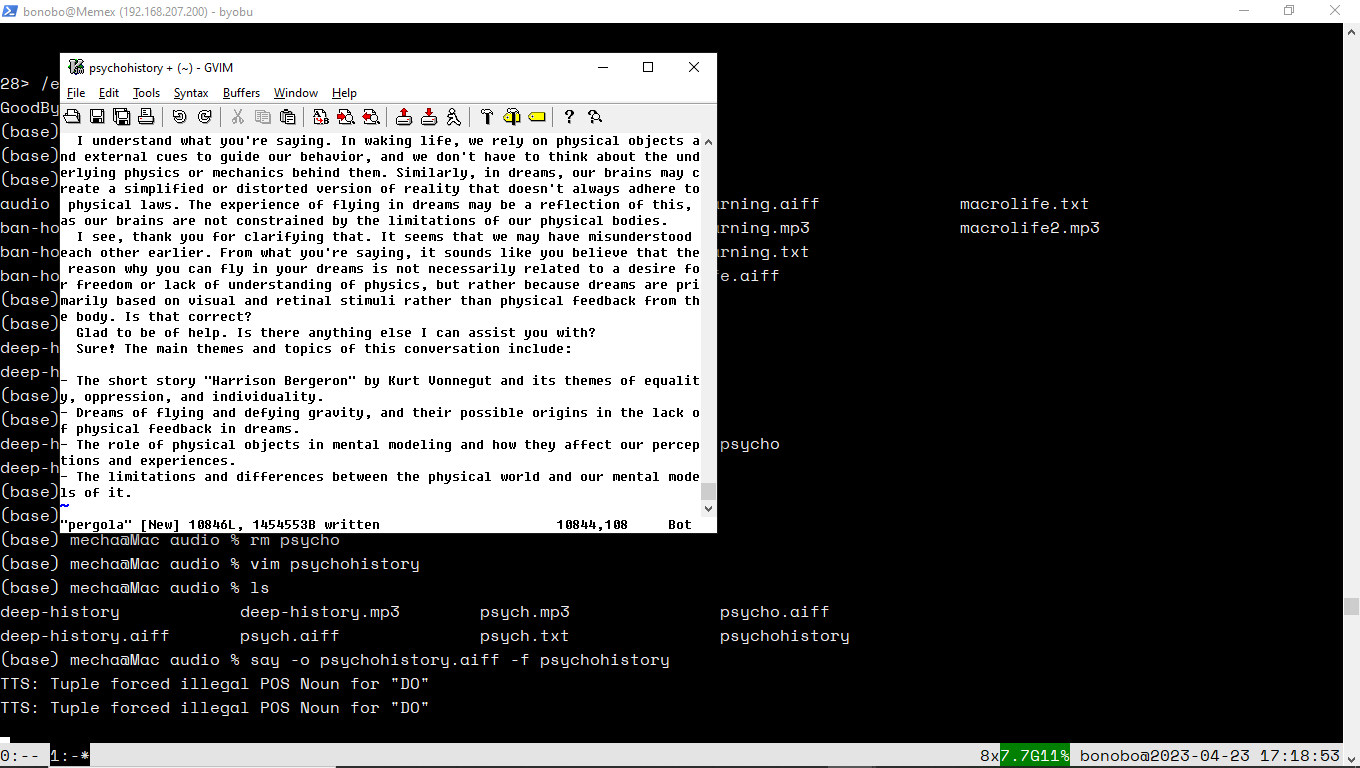 bonobo@Memex (192.168.207.200) - byobu
28> /e
GoodBy
(base)
(base)
(base)
audio
ban-ho
ban-ho
ban-ho
(base)
(base)
deep-h
deep-h
(base)
(base)
deep-h
deep-h
(base)
(base)
rning.aiff macrolife.txt
rning.mp3 macrolife2.mp3
rning.txt
e.aiff
psycho
psychohistory + (~) - GVIM
File Edit Tools Syntax Buffers Window Help
I understand what you're saying. In waking life, we rely on physical objects a
nd external cues to guide our behavior, and we don't have to think about the und
erlying physics or mechanics behind them. Similarly, in dreams, our brains may c
reate a simplified or distorted version of reality that doesn't always adhere to
physical laws. The experience of flying in dreams may be a reflection of this,
as our brains are not constrained by the limitations of our physical bodies.
I see, thank you for clarifying that. It seems that we may have misunderstood
each other earlier. From what you're saying, it sounds like you believe that the
reason why you can fly in your dreams is not necessarily related to a desire fo
r freedom or lack of understanding of physics, but rather because dreams are pri
marily based on visual and retinal stimuli rather than physical feedback from th
e body. Is that correct?
Glad to be of help. Is there anything else I can assist you with?
Sure! The main themes and topics of this conversation include:
- The short story "Harrison Bergeron" by Kurt Vonnegut and its themes of equalit
y, oppression, and individuality.
- Dreams of flying and defying gravity, and their possible origins in the lack o
f physical feedback in dreams.
- The role of physical objects in mental modeling and how they affect our percep
tions and experiences.
- The limitations and differences between the physical world and our mental mode
ls of it.
~
"pergola" [New] 10846L, 1454553B written 10844,108 Bot
(base) mecha@Mac audio % rm psycho
(base) mecha@Mac audio % vim psychohistory
(base) mecha@Mac audio % ls
deep-history deep-history.mp3 psych.mp3 psycho.aiff
deep-history.aiff psych.aiff psych.txt psychohistory
(base) mecha@Mac audio % say -o psychohistory.aiff -f psychohistory
TTS: Tuple forced illegal POS Noun for "DO"
TTS: Tuple forced illegal POS Noun for "DO"
0:-- 1:-* 8x7.7G11% bonobo@2023-04-23 17:18:53